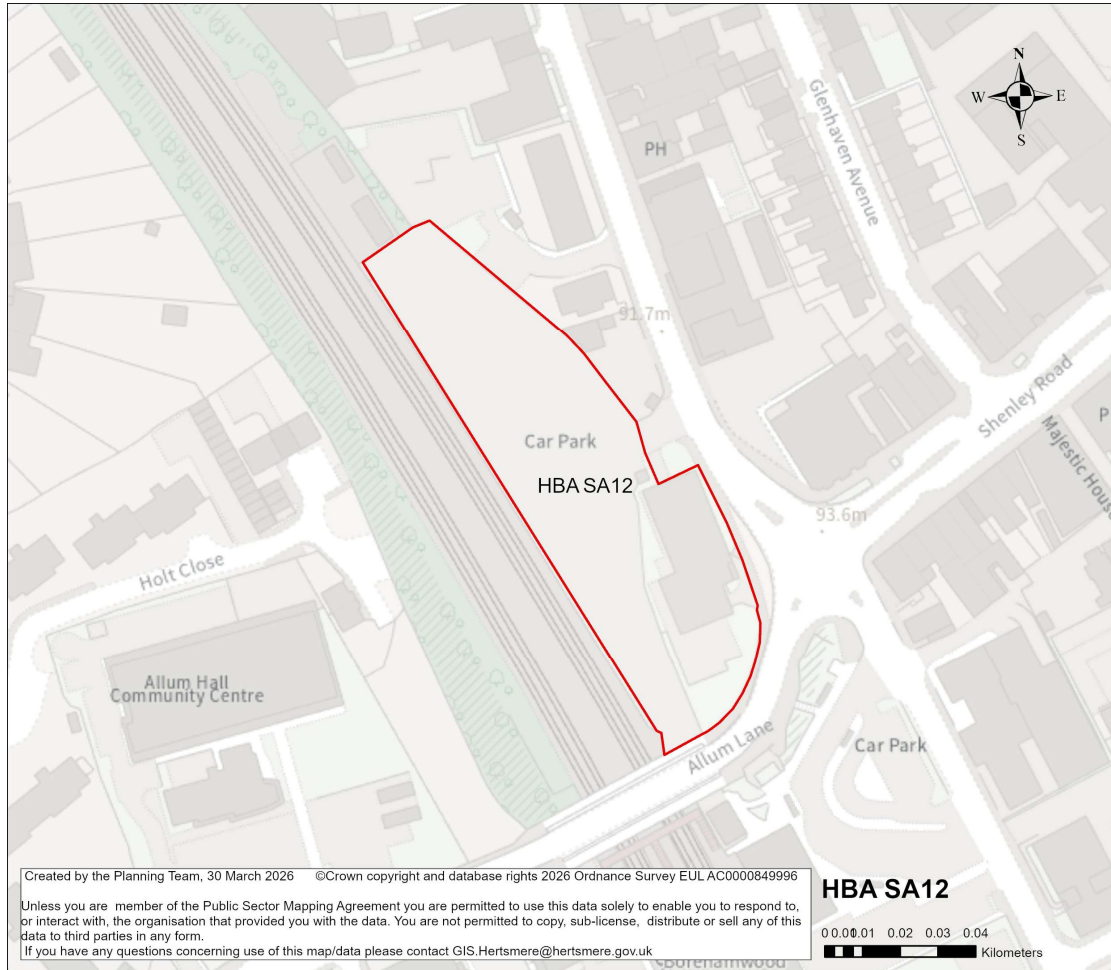 N
W E
S
Glenhaven Avenue
PH
91.7m
Shenley Road
Majestic House
P
Car Park
HBA SA12
93.6m
Holt Close
Allum Hall
Community Centre
Allum Lane
Car Park
Created by the Planning Team, 30 March 2026 ©Crown copyright and database rights 2026 Ordnance Survey EUL AC0000849996
Unless you are member of the Public Sector Mapping Agreement you are permitted to use this data solely to enable you to respond to,
or interact with, the organisation that provided you with the data. You are not permitted to copy, sub-license, distribute or sell any of this
data to third parties in any form.
If you have any questions concerning use of this map/data please contact GIS.Hertsmere@hertsmere.gov.uk
HBA SA12
0 0.01 0.01 0.02 0.03 0.04
Kilometers
Borehamwood